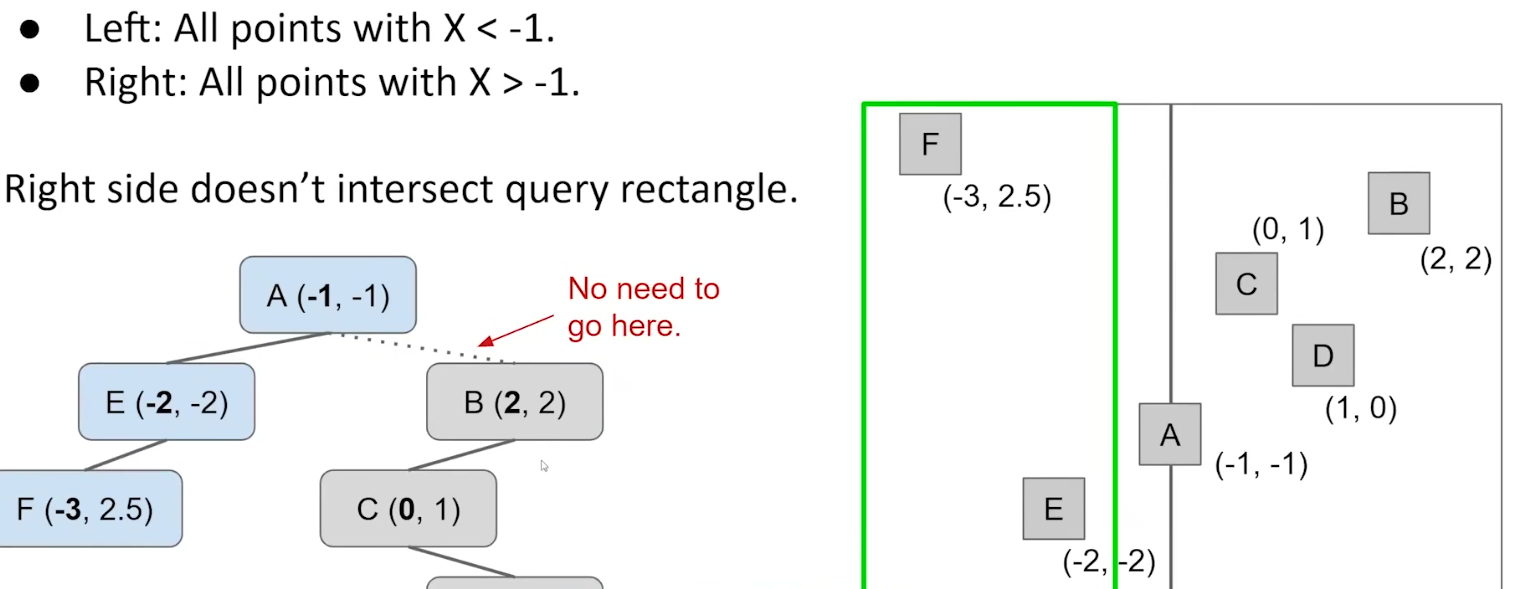 ● Left: All points with X < -1.
● Right: All points with X > -1.
Right side doesn’t intersect query rectangle.
A (-1, -1)
No need to
go here.
E (-2, -2)
B (2, 2)
F (-3, 2.5)
C (0, 1)
F
(-3, 2.5)
B
(2, 2)
(0, 1)
C
D
(1, 0)
A
(-1, -1)
E
(-2, -2)